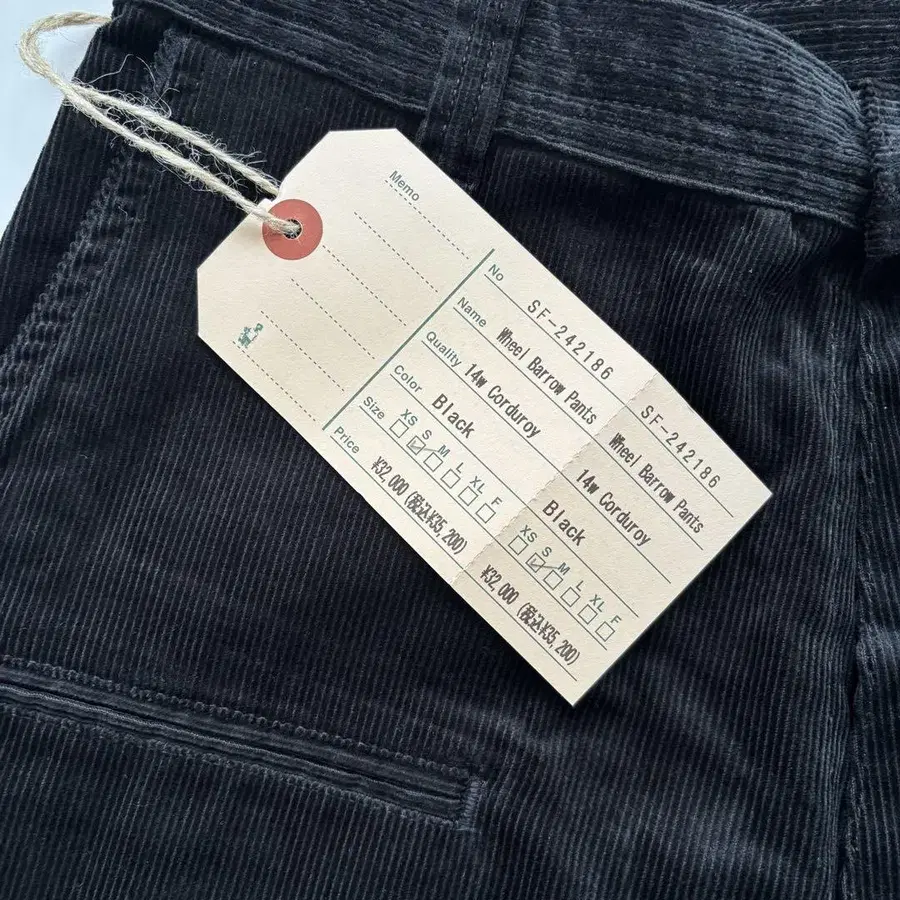 Memo
No SF-242186
Name Wheel Barrow Pants
Quality 14w Corduroy
Color Black
Size XS S M L XL F
Price ¥32,000 (税込¥35,200)
SF-242186
Wheel Barrow Pants
14w Corduroy
Black
XS S M L XL F
¥32,000 (税込¥35,200)